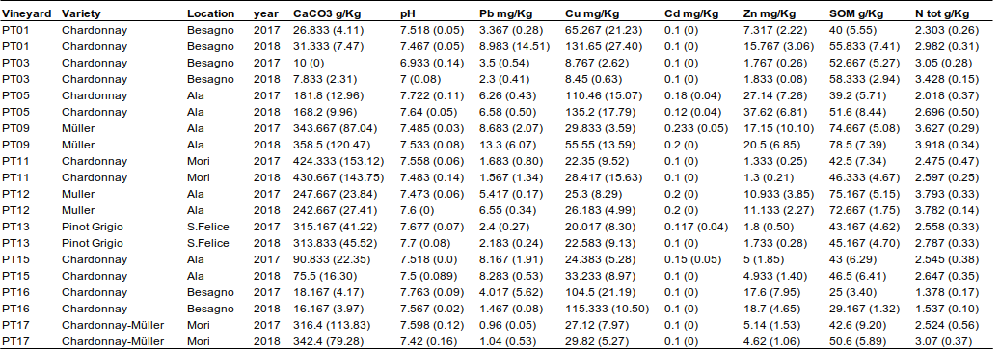 Vineyard Variety Location year CaCO3 g/Kg pH Pb mg/Kg Cu mg/Kg Cd mg/Kg Zn mg/Kg SOM g/Kg N tot g/Kg
PT01 Chardonnay Besagno 2017 26.833 (4.11) 7.518 (0.05) 3.367 (0.28) 65.267 (21.23) 0.1 (0) 7.317 (2.22) 40 (5.55) 2.303 (0.26)
PT01 Chardonnay Besagno 2018 31.333 (7.47) 7.467 (0.05) 8.983 (14.51) 131.65 (27.40) 0.1 (0) 15.767 (3.06) 55.833 (7.41) 2.982 (0.31)
PT03 Chardonnay Besagno 2017 10 (0) 6.933 (0.14) 3.5 (0.54) 8.767 (2.62) 0.1 (0) 1.767 (0.26) 52.667 (5.27) 3.05 (0.28)
PT03 Chardonnay Besagno 2018 7.833 (2.31) 7 (0.08) 2.3 (0.41) 8.45 (0.63) 0.1 (0) 1.833 (0.08) 58.333 (2.94) 3.428 (0.15)
PT05 Chardonnay Ala 2017 181.8 (12.96) 7.722 (0.11) 6.26 (0.43) 110.46 (15.07) 0.18 (0.04) 27.14 (7.26) 39.2 (5.71) 2.018 (0.37)
PT05 Chardonnay Ala 2018 168.2 (9.96) 7.64 (0.05) 6.58 (0.50) 135.2 (17.79) 0.12 (0.04) 37.62 (6.81) 51.6 (8.44) 2.696 (0.50)
PT09 Müller Ala 2017 343.667 (87.04) 7.485 (0.03) 8.683 (2.07) 29.833 (3.59) 0.233 (0.05) 17.15 (10.10) 74.667 (5.08) 3.627 (0.29)
PT09 Müller Ala 2018 358.5 (120.47) 7.533 (0.08) 13.3 (6.07) 55.55 (13.59) 0.2 (0) 20.5 (6.85) 78.5 (7.39) 3.918 (0.34)
PT11 Chardonnay Mori 2017 424.333 (153.12) 7.558 (0.06) 1.683 (0.80) 22.35 (9.52) 0.1 (0) 1.333 (0.25) 42.5 (7.34) 2.475 (0.47)
PT11 Chardonnay Mori 2018 430.667 (143.75) 7.483 (0.14) 1.567 (1.34) 28.417 (15.63) 0.1 (0) 1.3 (0.21) 46.333 (4.67) 2.597 (0.25)
PT12 Muller Ala 2017 247.667 (23.84) 7.473 (0.06) 5.417 (0.17) 25.3 (8.29) 0.2 (0) 10.933 (3.85) 75.167 (5.15) 3.793 (0.33)
PT12 Muller Ala 2018 242.667 (27.41) 7.6 (0) 6.55 (0.34) 26.183 (4.99) 0.2 (0) 11.133 (2.27) 72.667 (1.75) 3.782 (0.14)
PT13 Pinot Grigio S.Felice 2017 315.167 (41.22) 7.677 (0.07) 2.4 (0.27) 20.017 (8.30) 0.117 (0.04) 1.8 (0.50) 43.167 (4.62) 2.558 (0.33)
PT13 Pinot Grigio S.Felice 2018 313.833 (45.52) 7.7 (0.08) 2.183 (0.24) 22.583 (9.13) 0.1 (0) 1.733 (0.28) 45.167 (4.70) 2.787 (0.33)
PT15 Chardonnay Ala 2017 90.833 (22.35) 7.518 (0.0) 8.167 (1.91) 24.383 (5.28) 0.15 (0.05) 5 (1.85) 43 (6.29) 2.545 (0.38)
PT15 Chardonnay Ala 2018 75.5 (16.30) 7.5 (0.089) 8.283 (0.53) 33.233 (8.97) 0.1 (0) 4.933 (1.40) 46.5 (6.41) 2.647 (0.35)
PT16 Chardonnay Besagno 2017 18.167 (4.17) 7.763 (0.09) 4.017 (5.62) 104.5 (21.19) 0.1 (0) 17.6 (7.95) 25 (3.40) 1.378 (0.17)
PT16 Chardonnay Besagno 2018 16.167 (3.97) 7.567 (0.02) 1.467 (0.08) 115.333 (10.50) 0.1 (0) 18.7 (4.65) 29.167 (1.32) 1.537 (0.10)
PT17 Chardonnay-Müller Mori 2017 316.4 (113.83) 7.598 (0.12) 0.96 (0.05) 27.12 (7.97) 0.1 (0) 5.14 (1.53) 42.6 (9.20) 2.524 (0.56)
PT17 Chardonnay-Müller Mori 2018 342.4 (79.28) 7.42 (0.16) 1.04 (0.53) 29.82 (5.27) 0.1 (0) 4.62 (1.06) 50.6 (5.89) 3.07 (0.37)